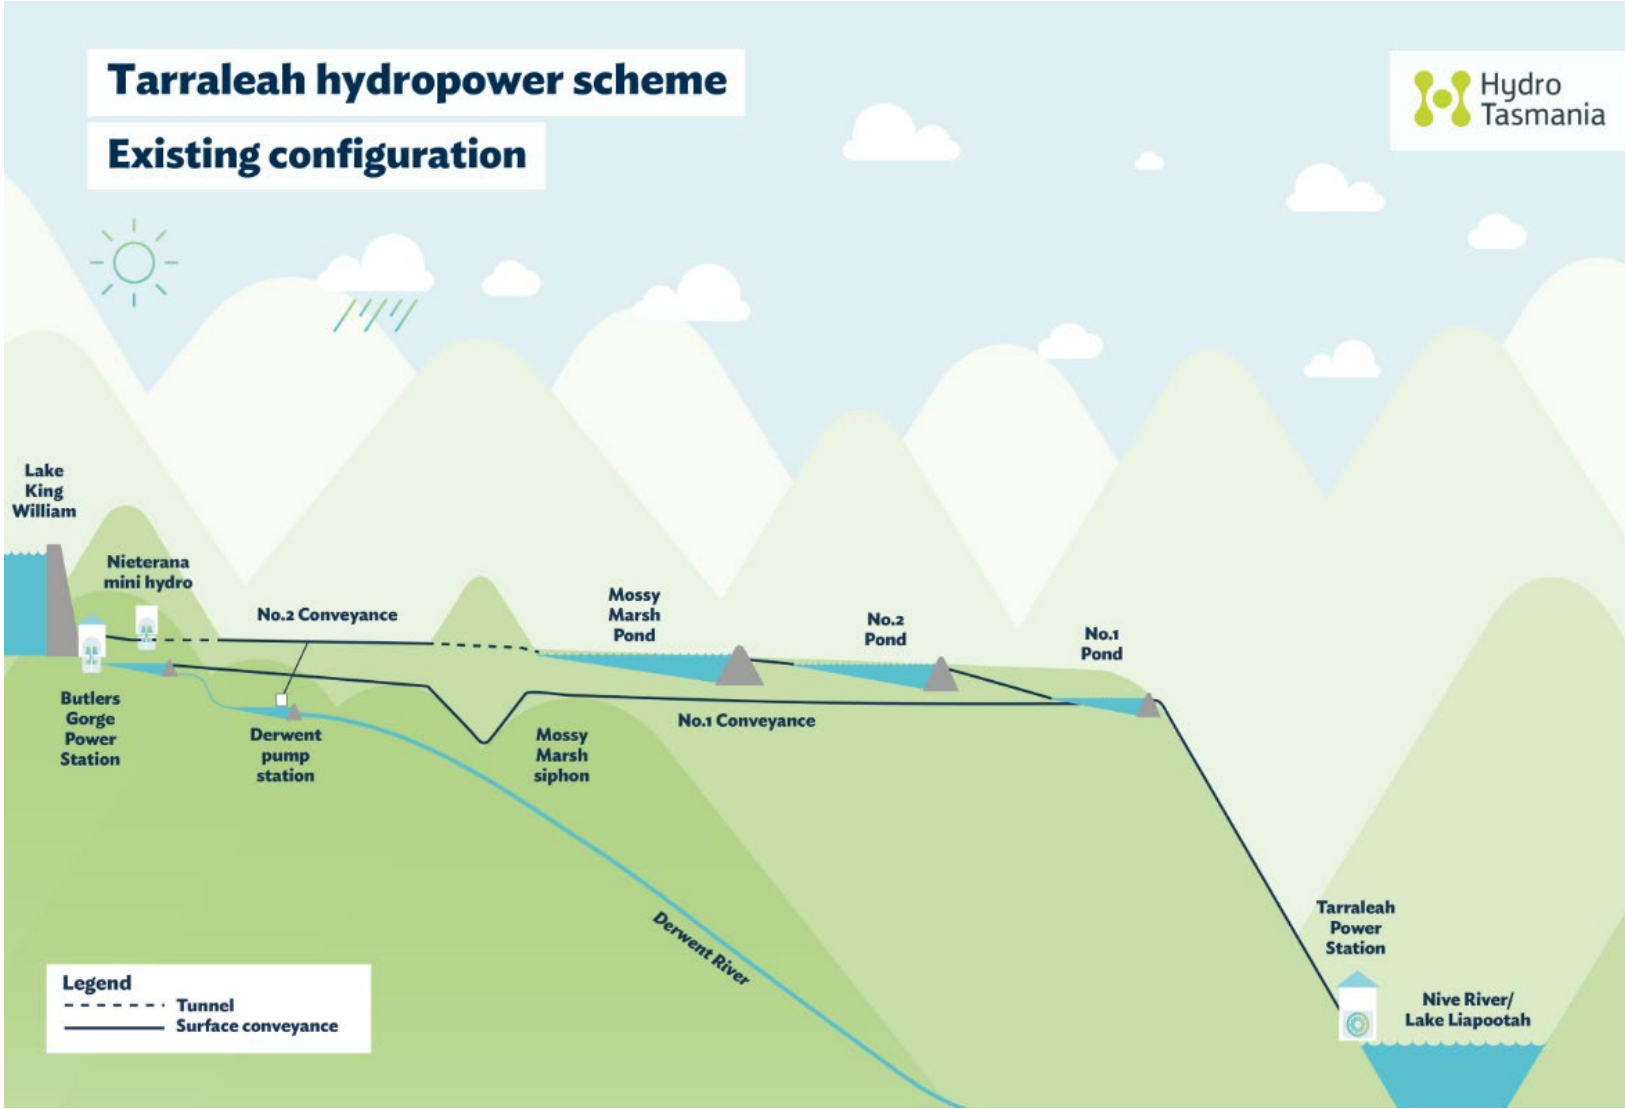 Tarraleah hydropower scheme
Existing configuration
Hydro
Tasmania
Lake
King
William
Nieterana
mini hydro
No.2 Conveyance
Mossy
Marsh
Pond
No.2
Pond
No.1
Pond
Butlers
Gorge
Power
Station
Derwent
pump
station
Mossy
Marsh
siphon
No.1 Conveyance
Derwent River
Tarraleah
Power
Station
Nive River/
Lake Liapootah
Legend
Tunnel
Surface conveyance